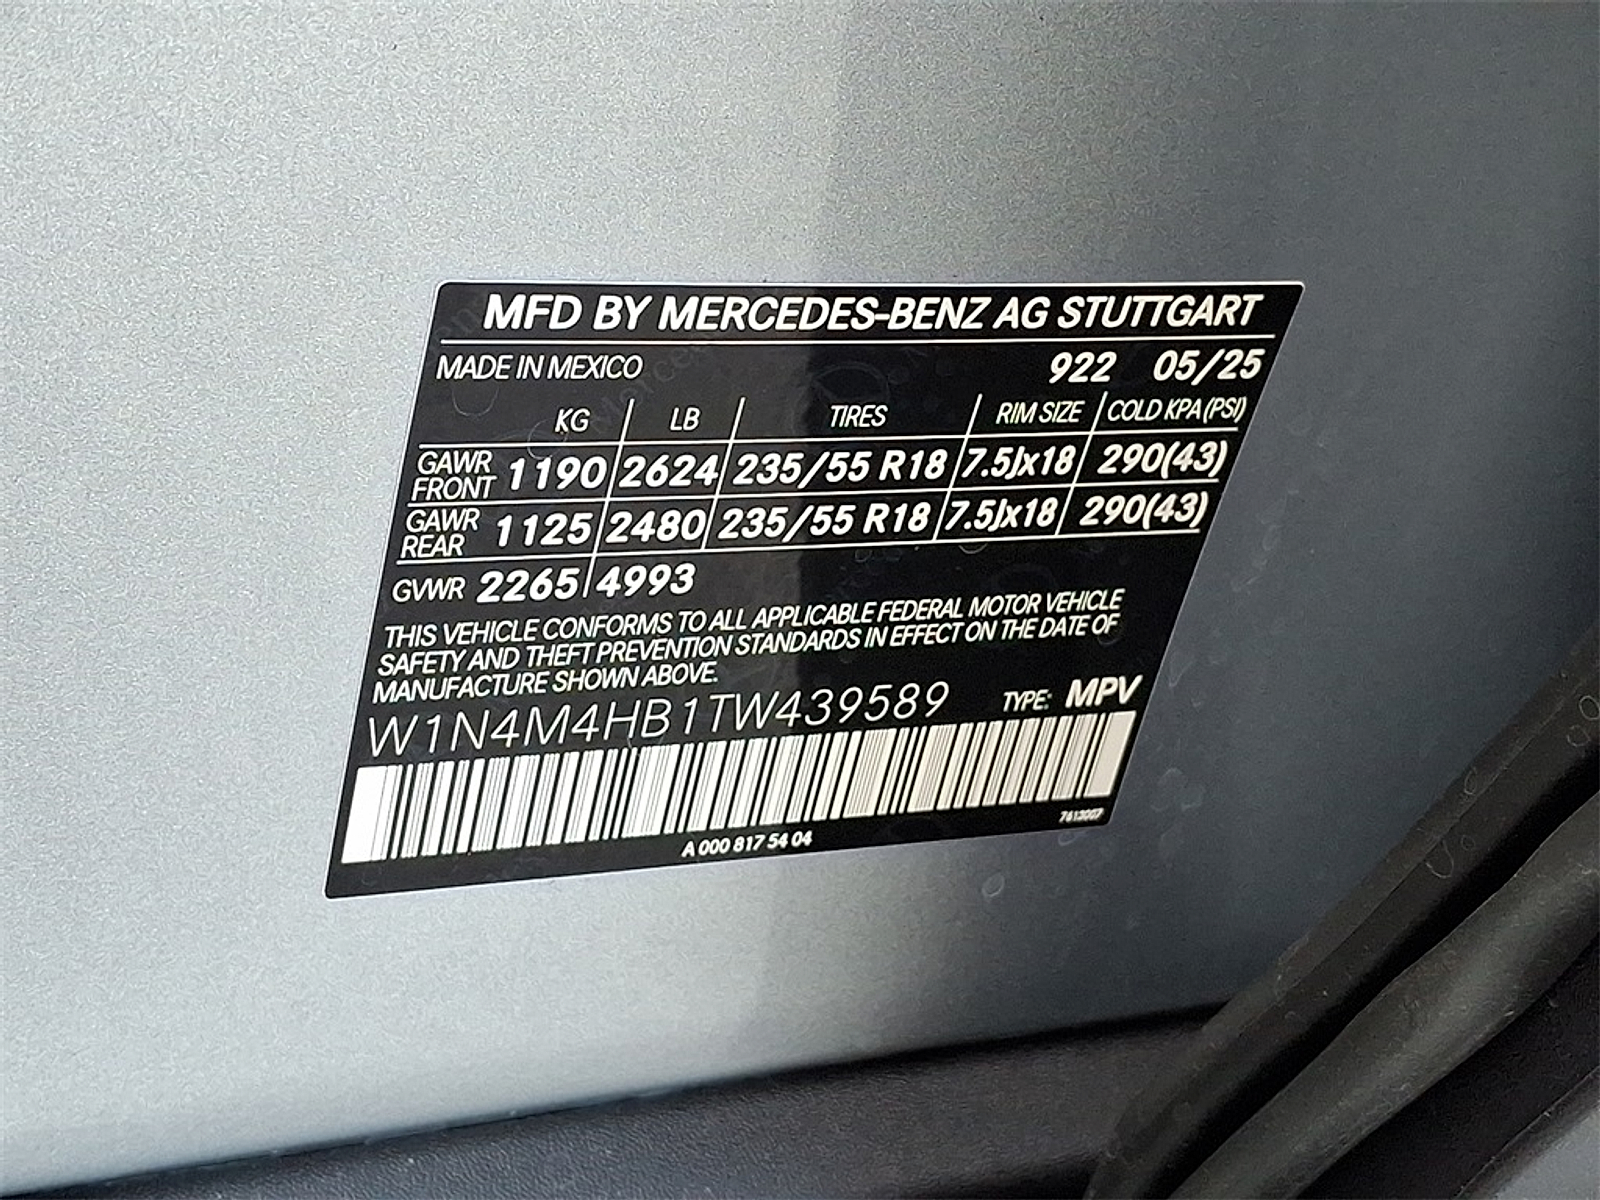 MFD BY MERCEDES-BENZ AG STUTTGART
MADE IN MEXICO 922 05/25
KG LB TIRES RIM SIZE COLD KPA (PSI)
GAWR FRONT 1190 2624 235/55 R18 7.5Jx18 290(43)
GAWR REAR 1125 2480 235/55 R18 7.5Jx18 290(43)
GVWR 2265 4993
THIS VEHICLE CONFORMS TO ALL APPLICABLE FEDERAL MOTOR VEHICLE
SAFETY AND THEFT PREVENTION STANDARDS IN EFFECT ON THE DATE OF
MANUFACTURE SHOWN ABOVE.
W1N4M4HB1TW439589 TYPE: MPV
7613007
A 000 817 54 04